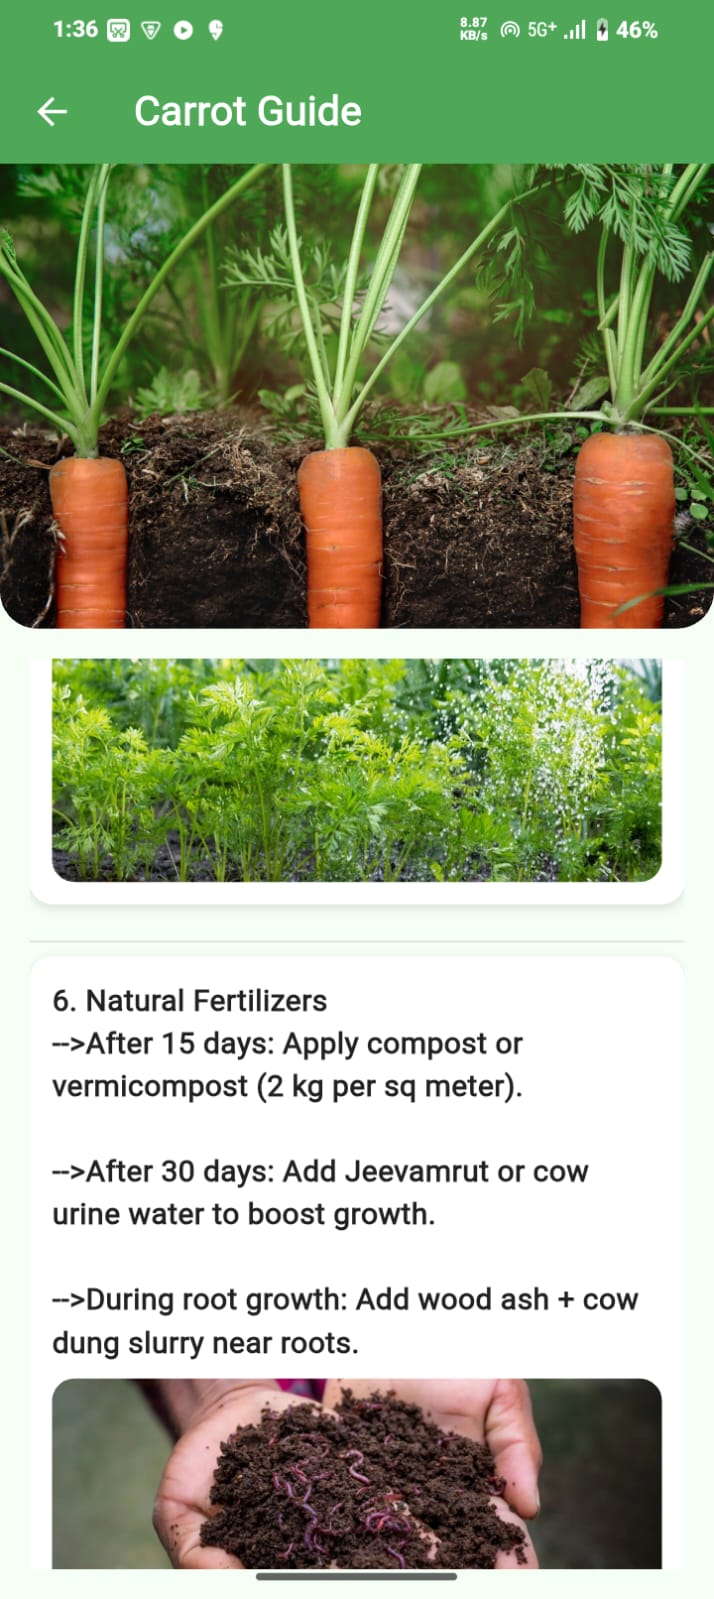 1:36
8.87
KB/s
5G+
46%
Carrot Guide
6. Natural Fertilizers
-->After 15 days: Apply compost or
vermicompost (2 kg per sq meter).
-->After 30 days: Add Jeevamrut or cow
urine water to boost growth.
-->During root growth: Add wood ash + cow
dung slurry near roots.